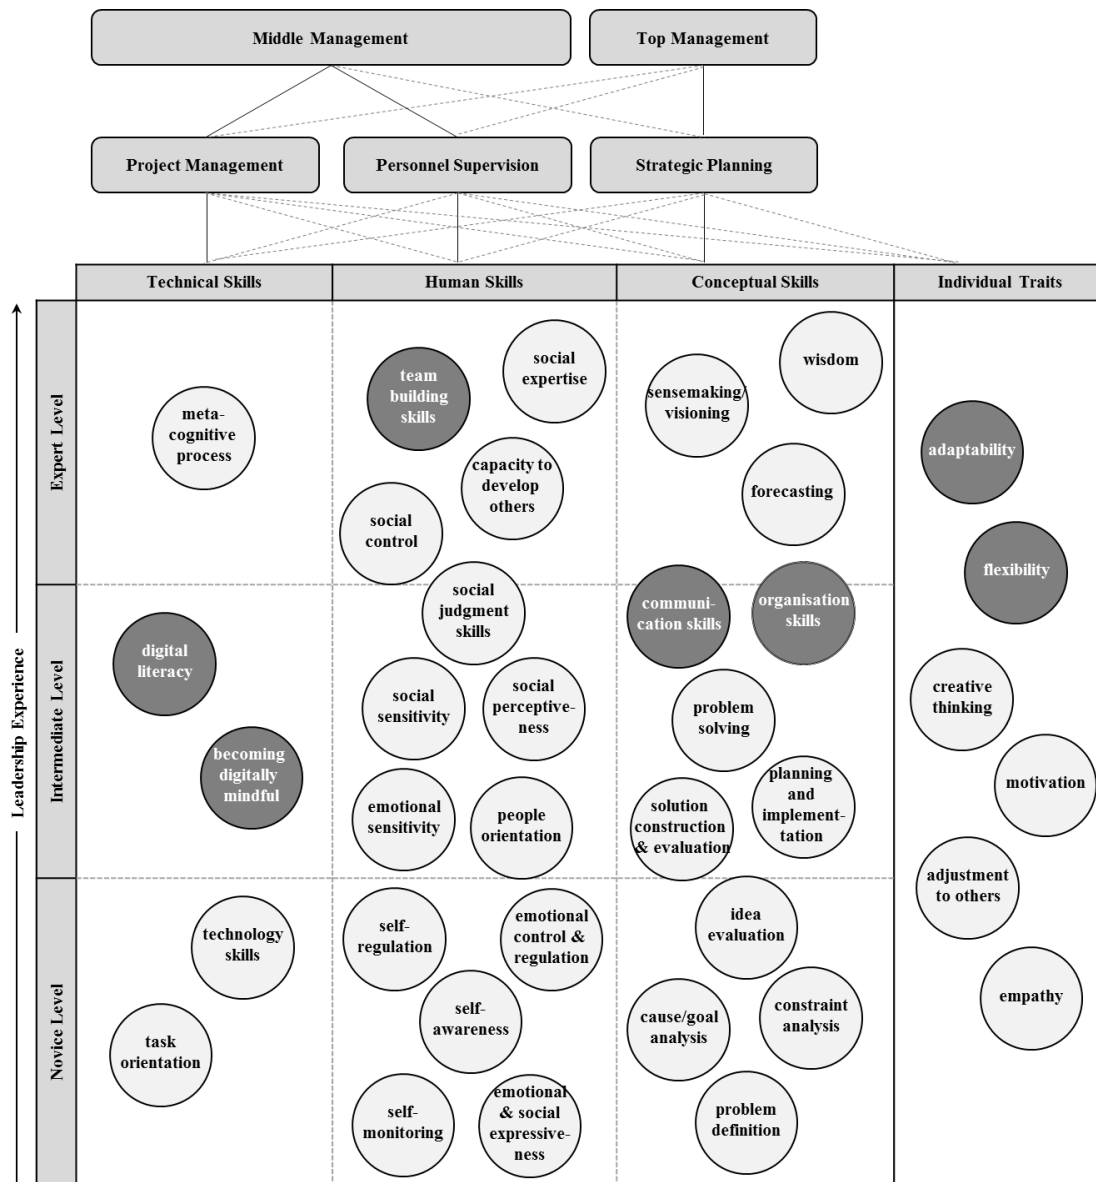 Middle Management
Top Management
Project Management
Personnel Supervision
Strategic Planning
Technical Skills
Human Skills
Conceptual Skills
Individual Traits
Leadership Experience
Expert Level
meta-
cognitive
process
team
building
skills
social
expertise
capacity to
develop
others
social
control
sensemaking/
visioning
wisdom
forecasting
adaptability
flexibility
Intermediate Level
digital
literacy
becoming
digitally
mindful
social
judgment
skills
social
sensitivity
social
perceptive-
ness
emotional
sensitivity
people
orientation
communi-
cation skills
organisation
skills
problem
solving
solution
construction
& evaluation
planning
and
implemen-
tation
creative
thinking
motivation
adjustment
to others
empathy
Novice Level
technology
skills
task
orientation
self-
regulation
emotional
control &
regulation
self-
awareness
self-
monitoring
emotional
& social
expressive-
ness
idea
evaluation
cause/goal
analysis
constraint
analysis
problem
definition